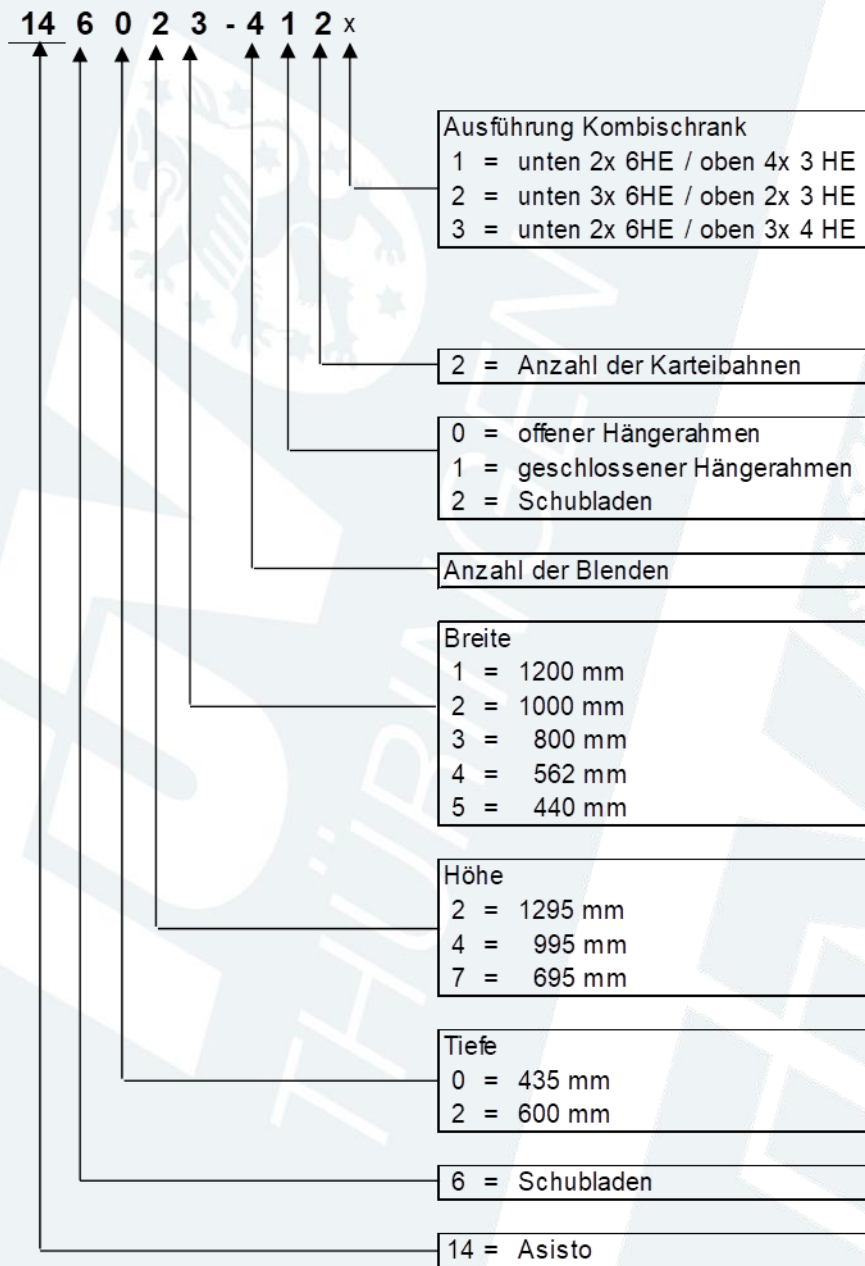 14 6 0 2 3 - 4 1 2 x
Ausführung Kombischrank
1 = unten 2x 6HE / oben 4x 3 HE
2 = unten 3x 6HE / oben 2x 3 HE
3 = unten 2x 6HE / oben 3x 4 HE
2 = Anzahl der Karteibahnen
0 = offener Hängerahmen
1 = geschlossener Hängerahmen
2 = Schubladen
Anzahl der Blenden
Breite
1 = 1200 mm
2 = 1000 mm
3 = 800 mm
4 = 562 mm
5 = 440 mm
Höhe
2 = 1295 mm
4 = 995 mm
7 = 695 mm
Tiefe
0 = 435 mm
2 = 600 mm
6 = Schubladen
14 = Asisto
THÜRINGEN